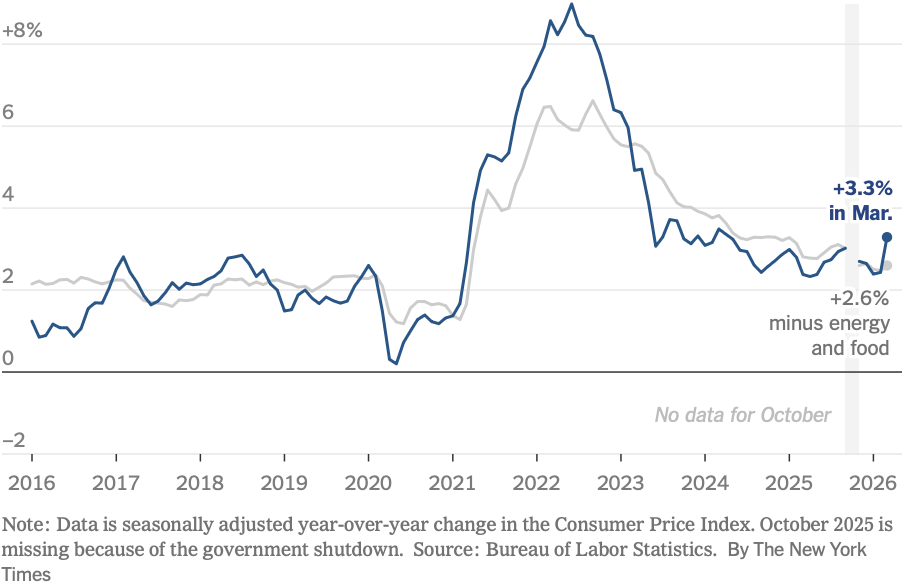 +8%
6
4
2
0
−2
+3.3%
in Mar.
+2.6%
minus energy
and food
No data for October
2016 2017 2018 2019 2020 2021 2022 2023 2024 2025 2026
Note: Data is seasonally adjusted year-over-year change in the Consumer Price Index. October 2025 is
missing because of the government shutdown. Source: Bureau of Labor Statistics. By The New York
Times